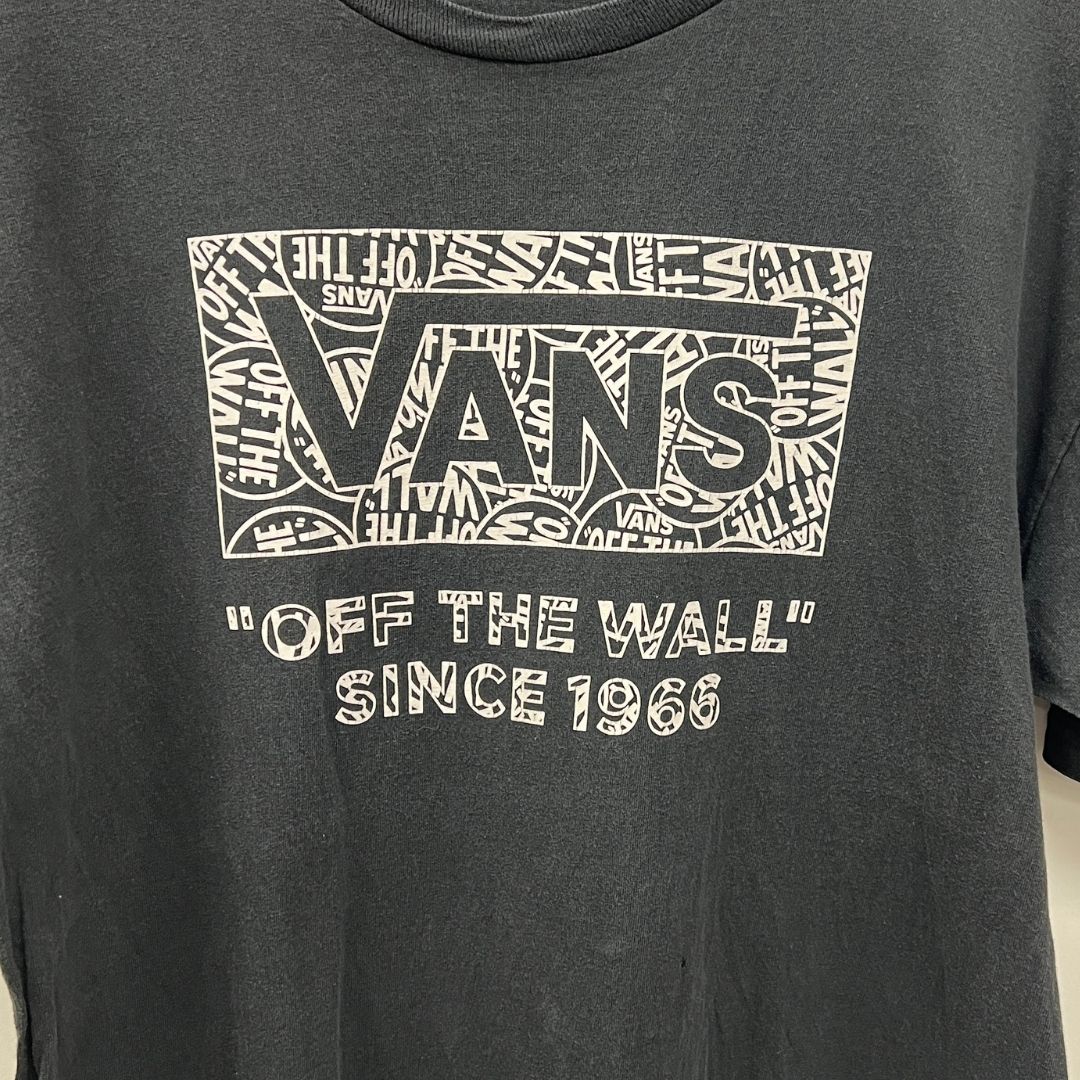 VANS
"OFF THE WALL"
SINCE 1966